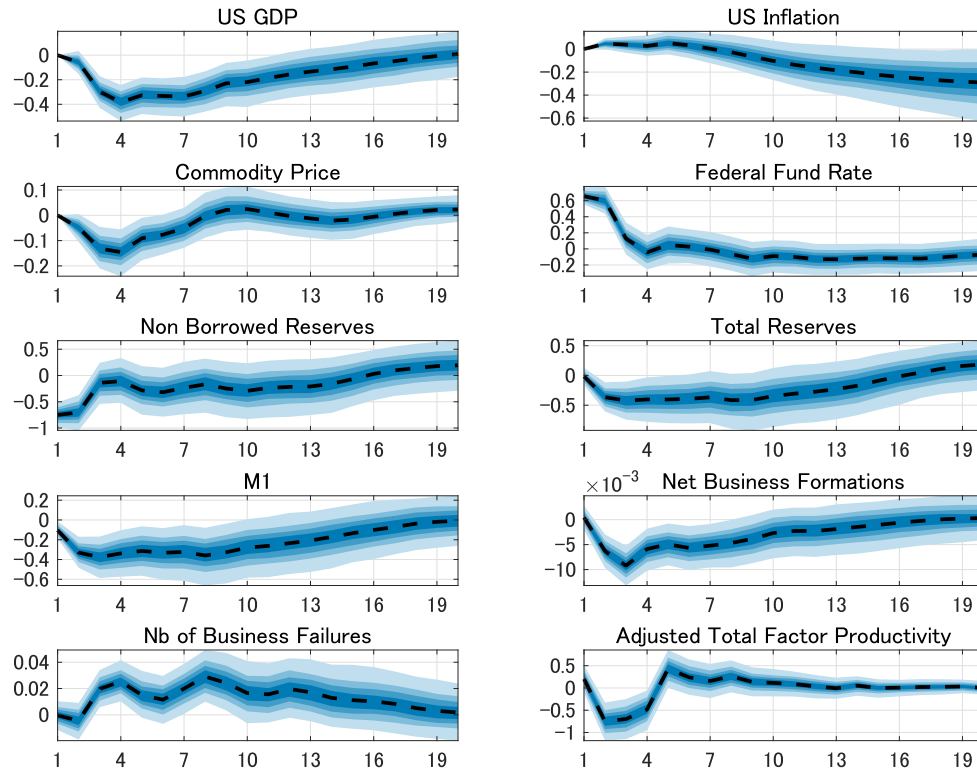 US GDP
0
−0.2
−0.4
1 4 7 10 13 16 19
US Inflation
0
−0.2
−0.4
−0.6
1 4 7 10 13 16 19
Commodity Price
0.1
0
−0.1
−0.2
1 4 7 10 13 16 19
Federal Fund Rate
0.6
0.4
0.2
0
−0.2
1 4 7 10 13 16 19
Non Borrowed Reserves
0.5
0
−0.5
−1
1 4 7 10 13 16 19
Total Reserves
0.5
0
−0.5
1 4 7 10 13 16 19
M1
0.2
0
−0.2
−0.4
−0.6
1 4 7 10 13 16 19
×10⁻³ Net Business Formations
0
−5
−10
1 4 7 10 13 16 19
Nb of Business Failures
0.04
0.02
0
1 4 7 10 13 16 19
Adjusted Total Factor Productivity
0.5
0
−0.5
−1
1 4 7 10 13 16 19